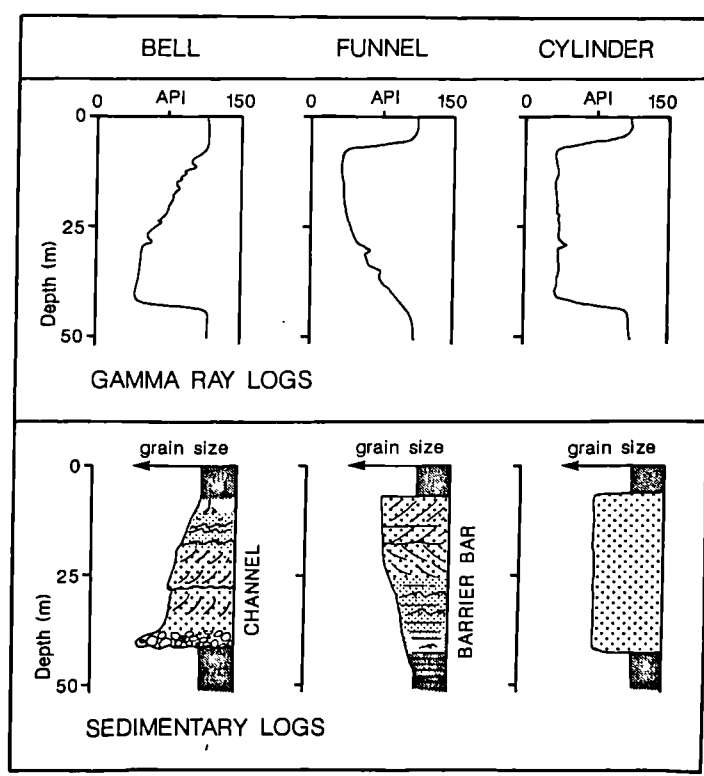 BELL FUNNEL CYLINDER
0 API 150 0 API 150 0 API 150
0
25
50
Depth (m)
GAMMA RAY LOGS
grain size grain size grain size
0
25
50
Depth (m)
CHANNEL
BARRIER BAR
SEDIMENTARY LOGS